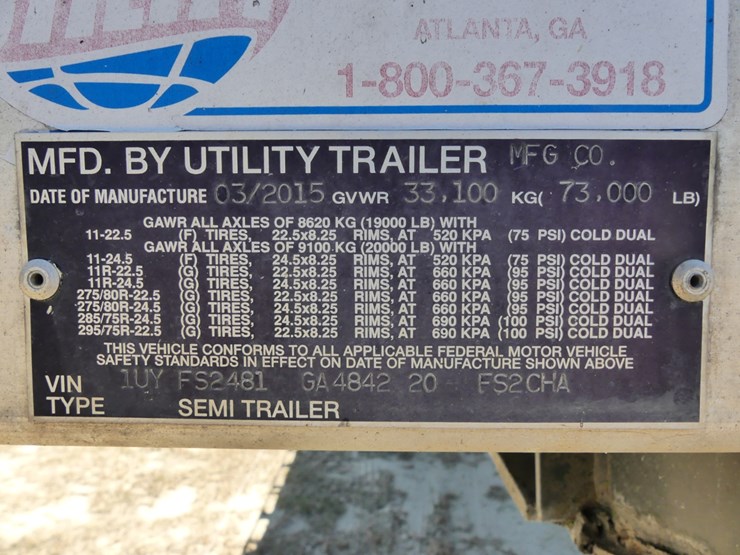 ATLANTA, GA
1-800-367-3918
MFD. BY UTILITY TRAILER MFG CO.
DATE OF MANUFACTURE 03/2015 GVWR 33,100 KG( 73,000 LB)
GAWR ALL AXLES OF 8620 KG (19000 LB) WITH
11-22.5 (F) TIRES, 22.5x8.25 RIMS, AT 520 KPA (75 PSI) COLD DUAL
GAWR ALL AXLES OF 9100 KG (20000 LB) WITH
11-24.5 (F) TIRES, 24.5x8.25 RIMS, AT 520 KPA (75 PSI) COLD DUAL
11R-22.5 (G) TIRES, 22.5x8.25 RIMS, AT 660 KPA (95 PSI) COLD DUAL
11R-24.5 (G) TIRES, 24.5x8.25 RIMS, AT 660 KPA (95 PSI) COLD DUAL
275/80R-22.5 (G) TIRES, 22.5x8.25 RIMS, AT 660 KPA (95 PSI) COLD DUAL
275/80R-24.5 (G) TIRES, 24.5x8.25 RIMS, AT 660 KPA (95 PSI) COLD DUAL
285/75R-24.5 (G) TIRES, 24.5x8.25 RIMS, AT 690 KPA (100 PSI) COLD DUAL
295/75R-22.5 (G) TIRES, 22.5x8.25 RIMS, AT 690 KPA (100 PSI) COLD DUAL
THIS VEHICLE CONFORMS TO ALL APPLICABLE FEDERAL MOTOR VEHICLE
SAFETY STANDARDS IN EFFECT ON DATE OF MANUFACTURE SHOWN ABOVE
VIN 1UY FS2481 GA4842 20 FS2CHA
TYPE SEMI TRAILER